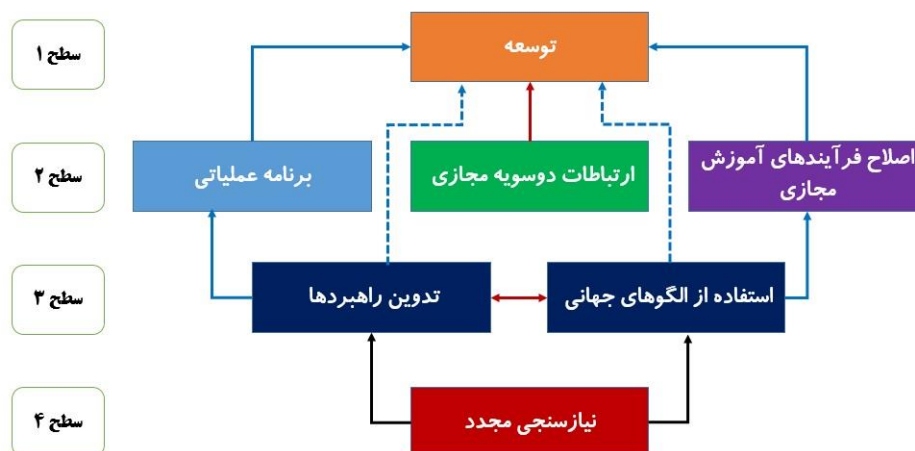 توسعه
سطح ۱
اصلاح فرآیندهای آموزش
مجازی
ارتباطات دوسویه مجازی
برنامه عملیاتی
سطح ۲
استفاده از الگوهای جهانی
تدوین راهبردها
سطح ۳
نیازسنجی مجدد
سطح ۴